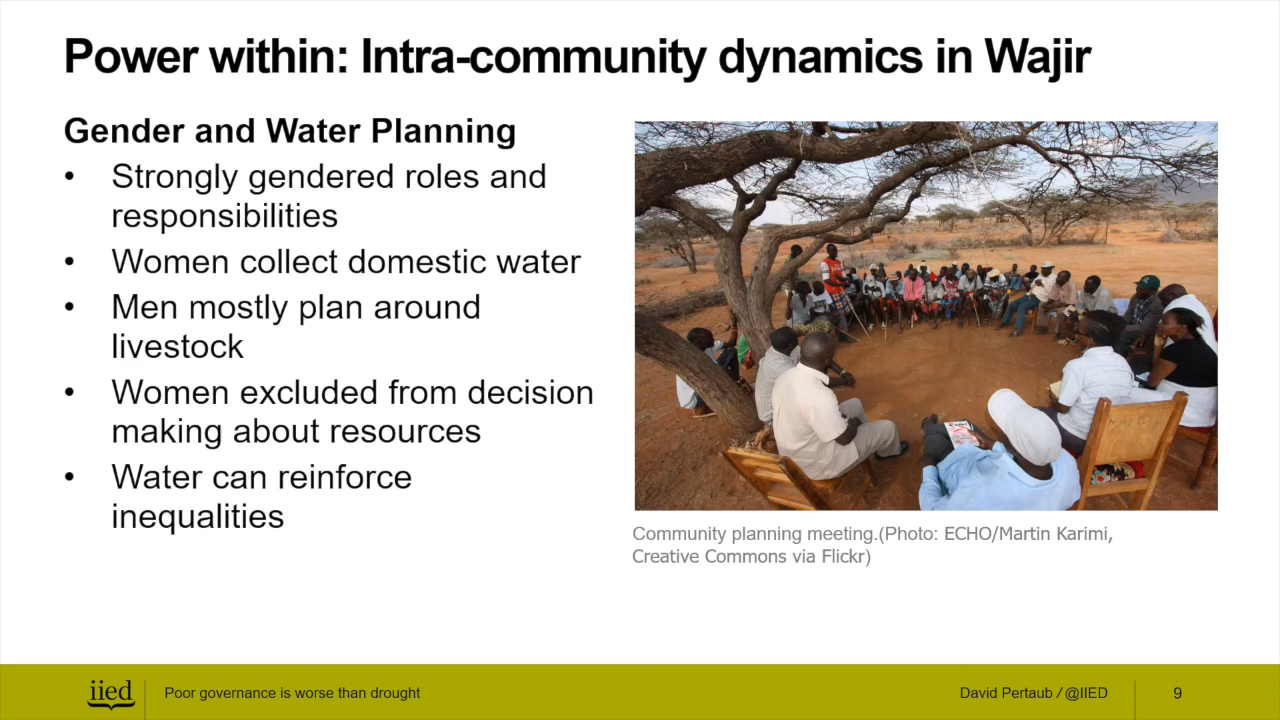 Power within: Intra-community dynamics in Wajir
Gender and Water Planning
• Strongly gendered roles and
responsibilities
• Women collect domestic water
• Men mostly plan around
livestock
• Women excluded from decision
making about resources
• Water can reinforce
inequalities
Community planning meeting.(Photo: ECHO/Martin Karimi,
Creative Commons via Flickr)
iied
Poor governance is worse than drought
David Pertaub / @IIED
9